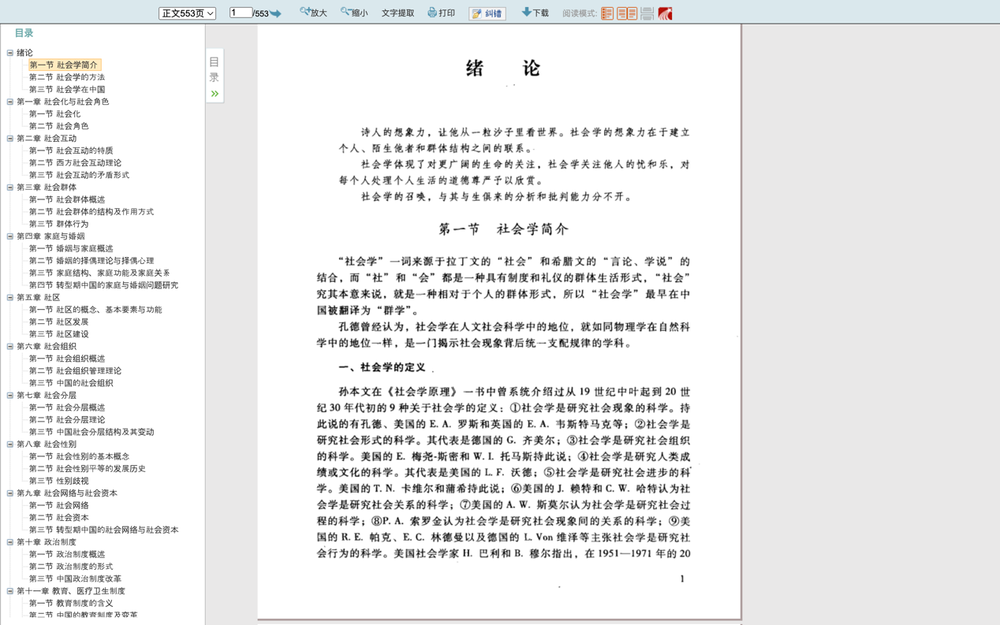 正文553页
1
/553
放大
缩小
文字提取
打印
纠错
下载
阅读模式:
目录
绪论
第一节 社会学简介
第二节 社会学的方法
第三节 社会学在中国
第一章 社会化与社会角色
第一节 社会化
第二节 社会角色
第二章 社会互动
第一节 社会互动的特质
第二节 西方社会互动理论
第三节 社会互动的矛盾形式
第三章 社会群体
第一节 社会群体概述
第二节 社会群体的结构及作用方式
第三节 群体行为
第四章 家庭与婚姻
第一节 婚姻与家庭概述
第二节 婚姻的择偶理论与择偶心理
第三节 家庭结构、家庭功能及家庭关系
第四节 转型期中国的家庭与婚姻问题研究
第五章 社区
第一节 社区的概念、基本要素与功能
第二节 社区发展
第三节 社区建设
第六章 社会组织
第一节 社会组织概述
第二节 社会组织管理理论
第三节 中国的社会组织
第七章 社会分层
第一节 社会分层概述
第二节 社会分层理论
第三节 中国社会分层结构及其变动
第八章 社会性别
第一节 社会性别的基本概念
第二节 社会性别平等的发展历史
第三节 性别歧视
第九章 社会网络与社会资本
第一节 社会网络
第二节 社会资本
第三节 转型期中国的社会网络与社会资本
第十章 政治制度
第一节 政治制度概述
第二节 政治制度的形式
第三节 中国政治制度改革
第十一章 教育、医疗卫生制度
第一节 教育制度的含义
第二节 中国的教育制度及变革
目
录
»
绪 论
诗人的想象力，让他从一粒沙子里看世界。社会学的想象力在于建立
个人、陌生他者和群体结构之间的联系。
社会学体现了对更广阔的生命的关注，社会学关注他人的忧和乐，对
每个人处理个人生活的道德尊严予以欣赏。
社会学的召唤，与其与生俱来的分析和批判能力分不开。
第一节 社会学简介
“社会学” 一词来源于拉丁文的 “社会” 和希腊文的 “言论、学说” 的
结合，而 “社” 和 “会” 都是一种具有制度和礼仪的群体生活形式，“社会”
究其本意来说，就是一种相对于个人的群体形式，所以 “社会学” 最早在中
国被翻译为 “群学”。
孔德曾经认为，社会学在人文社会科学中的地位，就如同物理学在自然科
学中的地位一样，是一门揭示社会现象背后统一支配规律的学科。
一、社会学的定义
孙本文在《社会学原理》一书中曾系统介绍过从 19 世纪中叶起到 20 世
纪 30 年代初的 9 种关于社会学的定义：①社会学是研究社会现象的科学。持
此说的有孔德、美国的 E. A. 罗斯和英国的 E. A. 韦斯特马克等；②社会学是
研究社会形式的科学。其代表是德国的 G. 齐美尔；③社会学是研究社会组织
的科学。美国的 E. 梅尧-斯密和 W. I. 托马斯持此说；④社会学是研究人类成
绩或文化的科学。其代表是美国的 L. F. 沃德；⑤社会学是研究社会进步的科
学。美国的 T. N. 卡维尔和蒲希持此说；⑥美国的 J. 赖特和 C. W. 哈特认为社
会学是研究社会关系的科学；⑦美国的 A. W. 斯莫尔认为社会学是研究社会过
程的科学；⑧P. A. 索罗金认为社会学是研究社会现象间的关系的科学；⑨美
国的 R. E. 帕克、E. C. 林德曼以及德国的 L. Von 维泽等主张社会学是研究社
会行为的科学。美国社会学家 H. 巴利和 B. 穆尔指出，在 1951—1971 年的 20
1